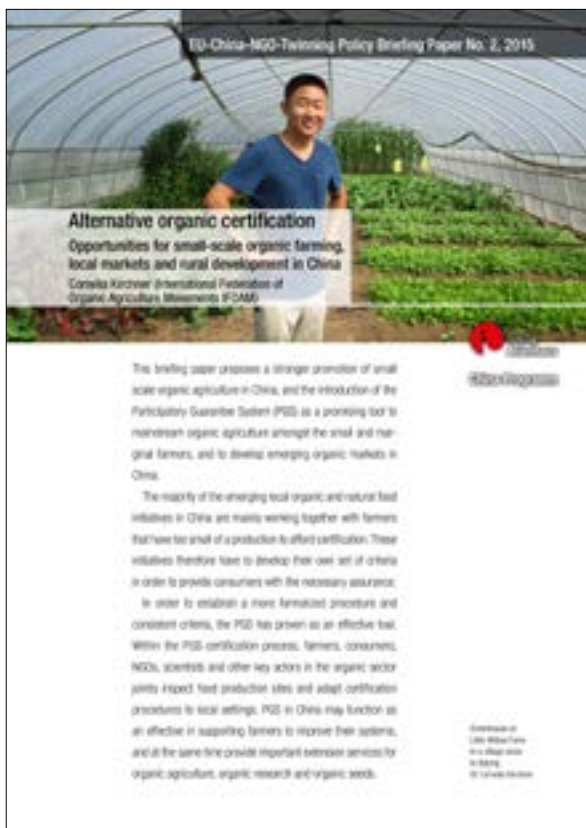 EU-China-NGO-Twinning Policy Briefing Paper No. 2, 2015
Alternative organic certification
Opportunities for small-scale organic farming,
local markets and rural development in China
Cornelia Kirchner (International Federation of
Organic Agriculture Movements IFOAM)
China Programme
This briefing paper proposes a stronger promotion of small
scale organic agriculture in China, and the introduction of the
Participatory Guarantee System (PGS) as a promising tool to
mainstream organic agriculture amongst the small and mar-
ginal farmers, and to develop emerging organic markets in
China.
The majority of the emerging local organic and natural food
initiatives in China are mainly working together with farmers
that have too small of a production to afford certification. These
initiatives therefore have to develop their own set of criteria
in order to provide consumers with the necessary assurance.
In order to establish a more formalized procedure and
consistent criteria, the PGS has proven as an effective tool.
Within the PGS certification process, farmers, consumers,
NGOs, scientists and other key actors in the organic sector
jointly inspect food production sites and adapt certification
procedures to local settings. PGS in China may function as
an effective in supporting farmers to improve their systems,
and at the same time provide important extension services for
organic agriculture, organic research and organic seeds.